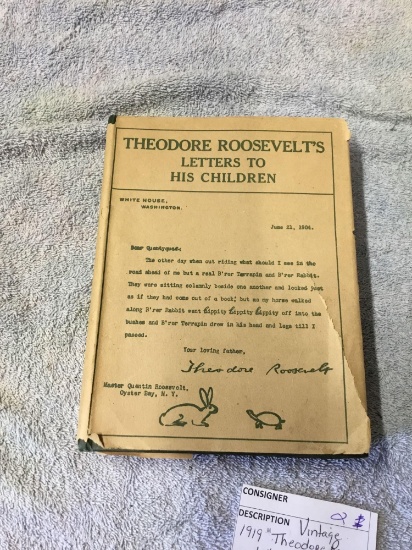 THEODORE ROOSEVELT'S
LETTERS TO
HIS CHILDREN
WHITE HOUSE,
WASHINGTON.
June 21, 1904.
Dear Quentyquee:
The other day when out riding what should I see in the
road ahead of me but a real B'rer Terrapin and B'rer Rabbit.
They were sitting solemnly beside one another and looked just
as if they had come out of a book; but as my horse walked
along B'rer Rabbit went lippity lippity lippity off into the
bushes and B'rer Terrapin drew in his head and legs till I
passed.
Your loving father,
Theodore Roosevelt
Master Quentin Roosevelt,
Oyster Bay, N. Y.
CONSIGNER
DESCRIPTION Vintage
1919 "Theodore